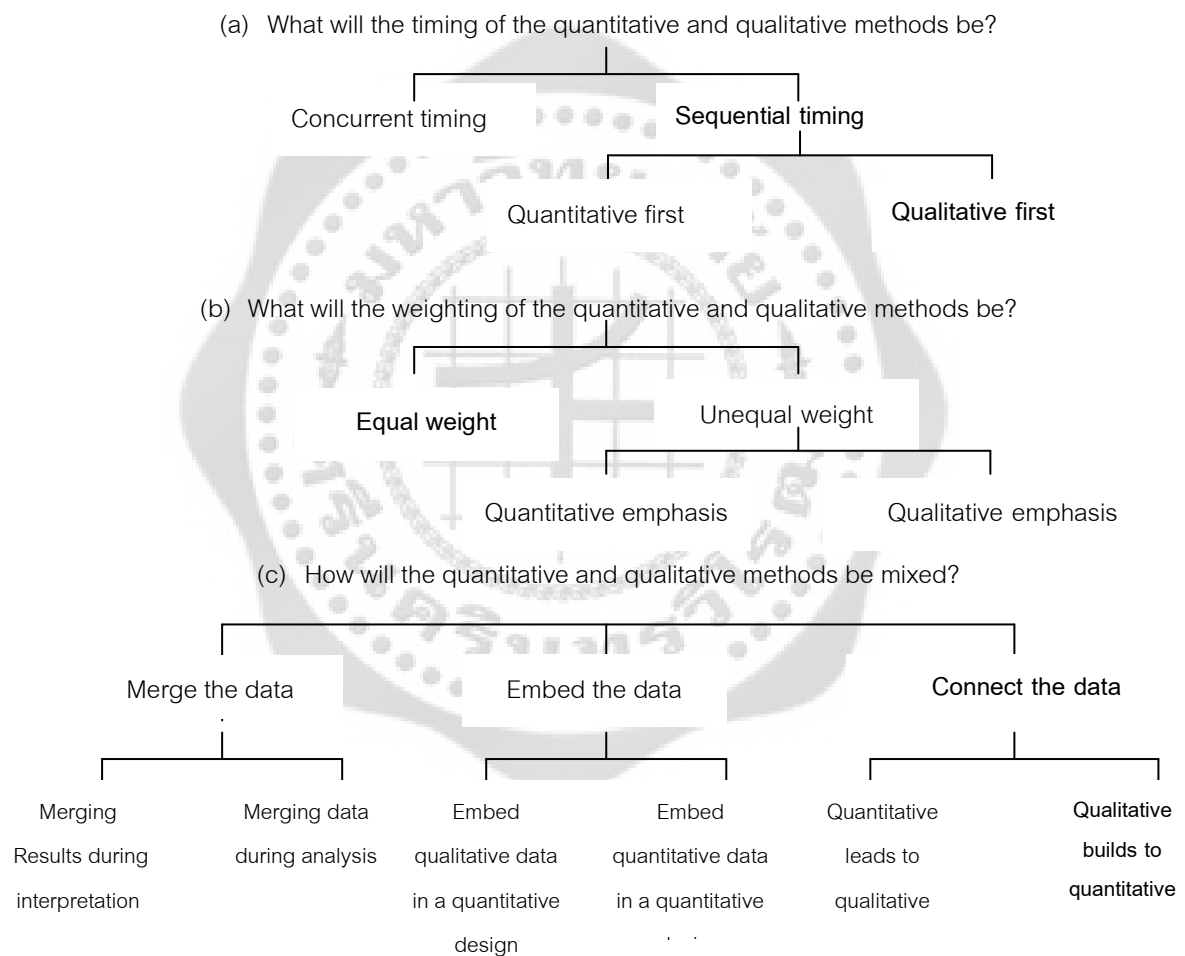 (a) What will the timing of the quantitative and qualitative methods be?
Concurrent timing
Sequential timing
Quantitative first
Qualitative first
(b) What will the weighting of the quantitative and qualitative methods be?
Equal weight
Unequal weight
Quantitative emphasis
Qualitative emphasis
(c) How will the quantitative and qualitative methods be mixed?
Merge the data
Embed the data
Connect the data
Merging
Results during
interpretation
Merging data
during analysis
Embed
qualitative data
in a quantitative
design
Embed
quantitative data
in a quantitative
Quantitative
leads to
qualitative
Qualitative
builds to
quantitative